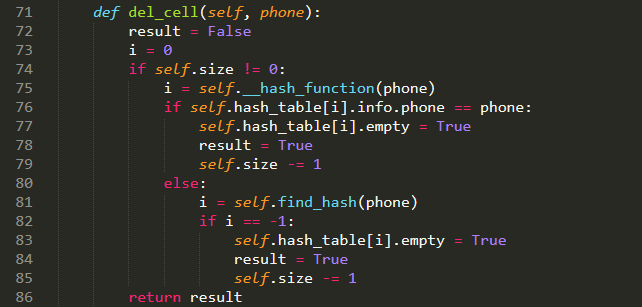 71 def del_cell(self, phone):
72 result = False
73 i = 0
74 if self.size != 0:
75 i = self.__hash_function(phone)
76 if self.hash_table[i].info.phone == phone:
77 self.hash_table[i].empty = True
78 result = True
79 self.size -= 1
80 else:
81 i = self.find_hash(phone)
82 if i == -1:
83 self.hash_table[i].empty = True
84 result = True
85 self.size -= 1
86 return result